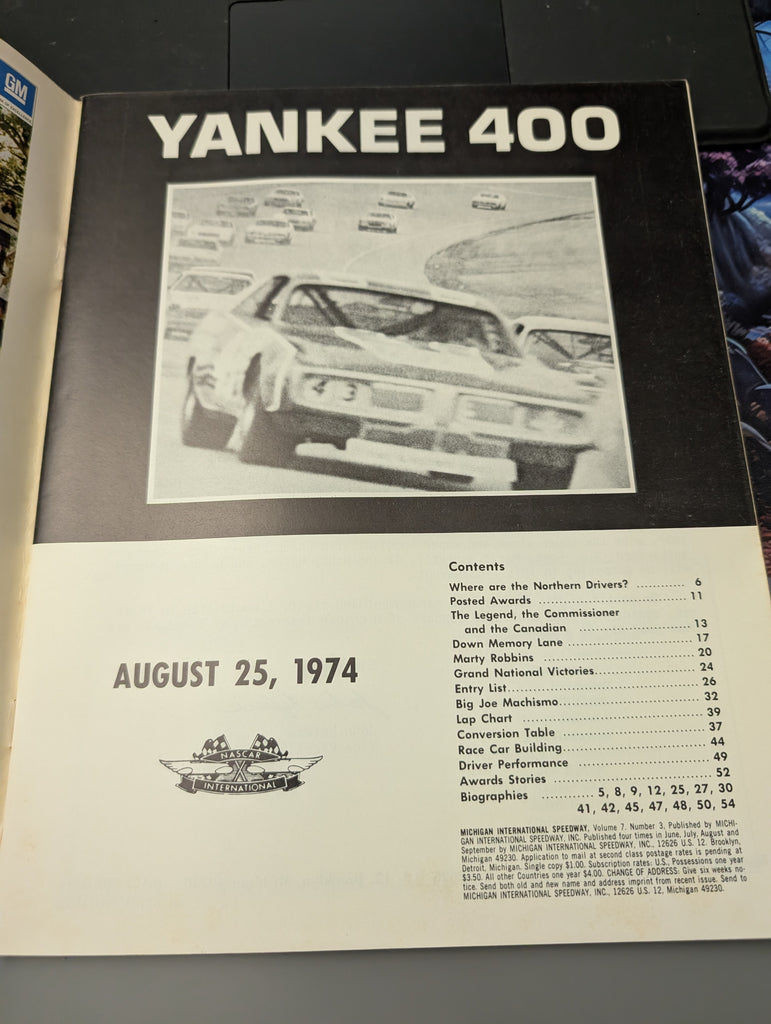 GM
YANKEE 400
43
AUGUST 25, 1974
NASCAR
INTERNATIONAL
Contents
Where are the Northern Drivers? ............ 6
Posted Awards .................................... 11
The Legend, the Commissioner
and the Canadian ........................... 13
Down Memory Lane ............................. 17
Marty Robbins .................................... 20
Grand National Victories....................... 24
Entry List............................................. 26
Big Joe Machismo................................. 32
Lap Chart ........................................... 39
Conversion Table ................................. 37
Race Car Building................................. 44
Driver Performance .............................. 49
Awards Stories .................................... 52
Biographies ............ 5, 8, 9, 12, 25, 27, 30
41, 42, 45, 47, 48, 50, 54
MICHIGAN INTERNATIONAL SPEEDWAY, Volume 7, Number 3, Published by MICHI-
GAN INTERNATIONAL SPEEDWAY, INC. Published four times in June, July, August and
September by MICHIGAN INTERNATIONAL SPEEDWAY, INC., 12626 U.S. 12, Brooklyn,
Michigan 49230. Application to mail at second class postage rates is pending at
Detroit, Michigan. Single copy $1.00. Subscription rates: U.S. Possessions one year
$3.50. All other Countries one year $4.00. CHANGE OF ADDRESS: Give six weeks no-
tice. Send both old and new name and address imprint from recent issue. Send to
MICHIGAN INTERNATIONAL SPEEDWAY, INC., 12626 U.S. 12, Michigan 49230.